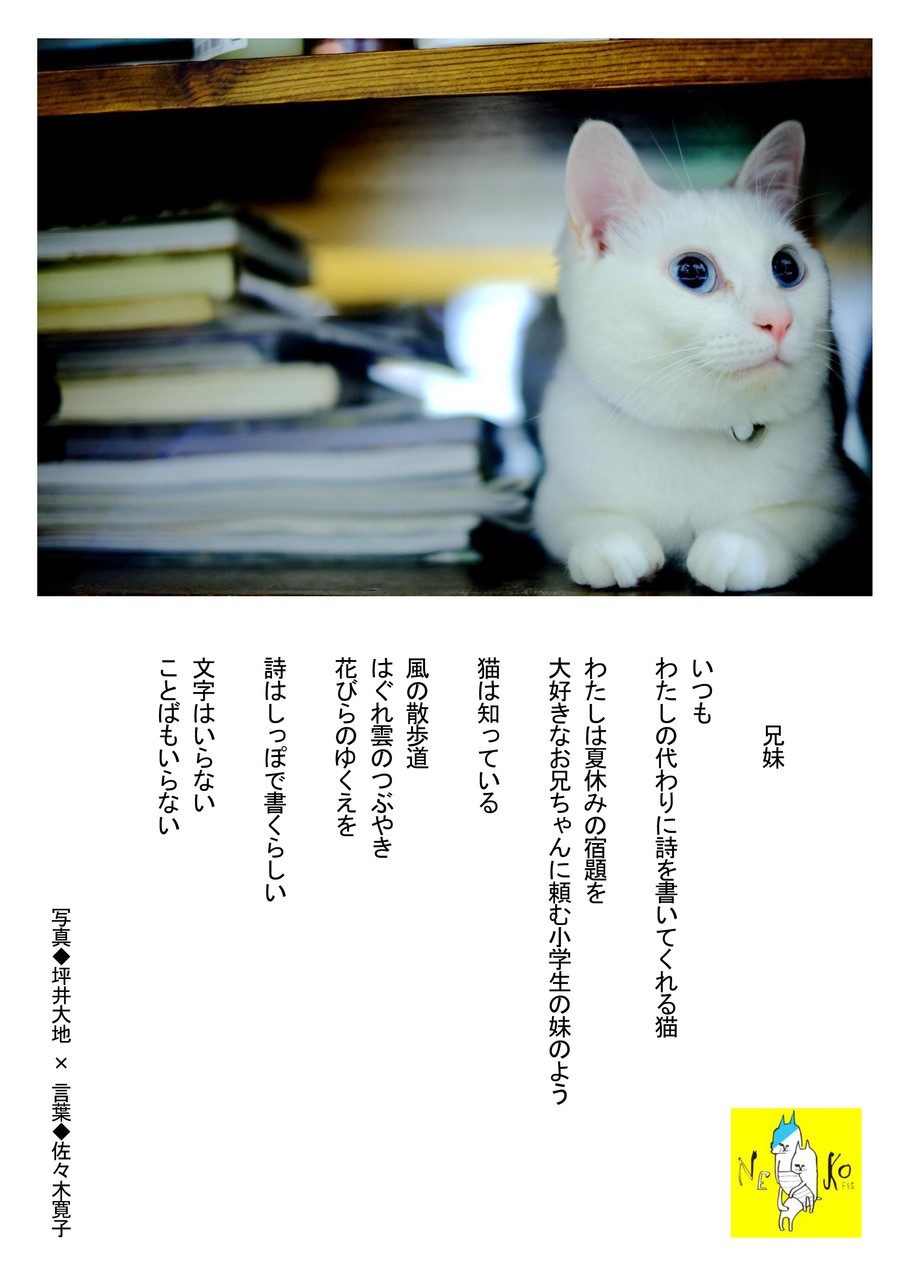 兄妹
いつも
わたしの代わりに詩を書いてくれる猫
わたしは夏休みの宿題を
大好きなお兄ちゃんに頼む小学生の妹のよう
猫は知っている
風の散歩道
はぐれ雲のつぶやき
花びらのゆくえを
詩はしっぽで書くらしい
文字はいらない
ことばもいらない
写真◆坪井大地 × 言葉◆佐々木寛子
NE KO
FES